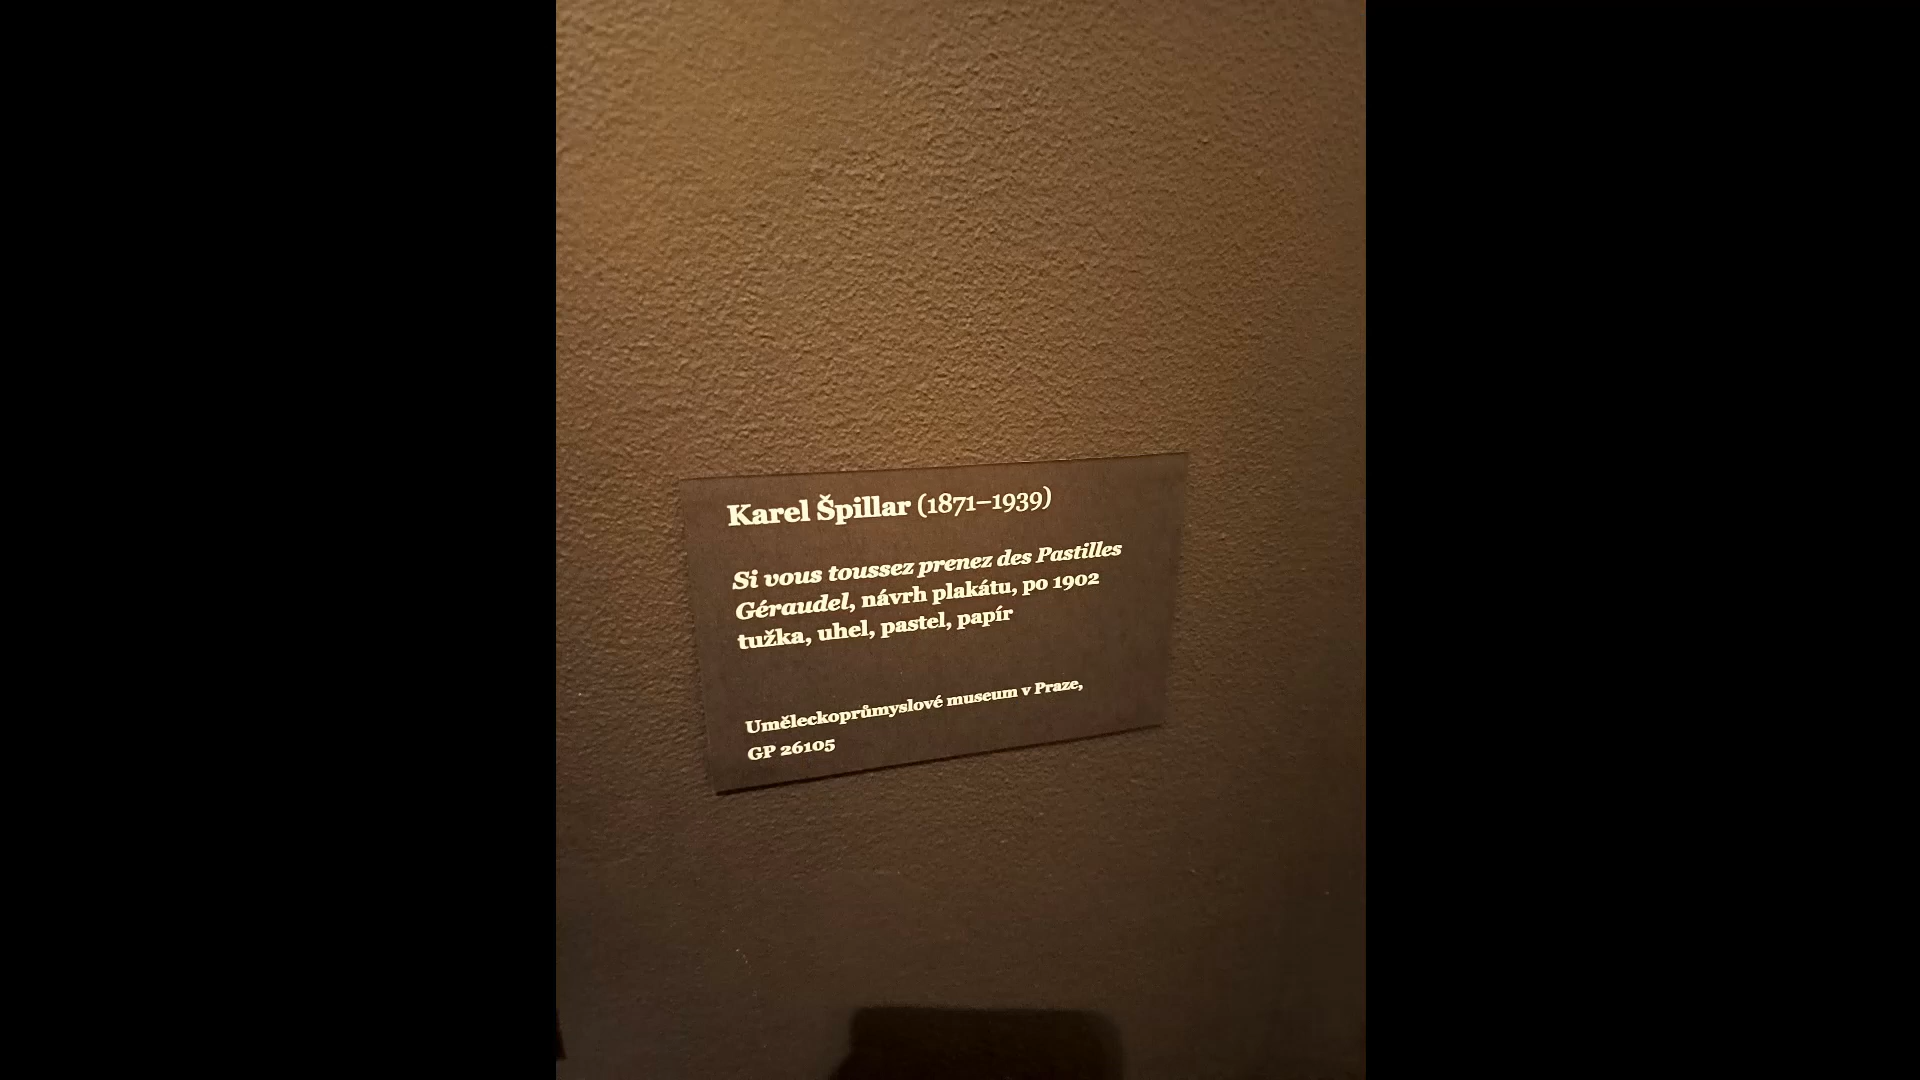 Karel Špillar (1871–1939)
Si vous toussez prenez des Pastilles
Géraudel, návrh plakátu, po 1902
tužka, uhel, pastel, papír
Uměleckoprůmyslové museum v Praze,
GP 26105